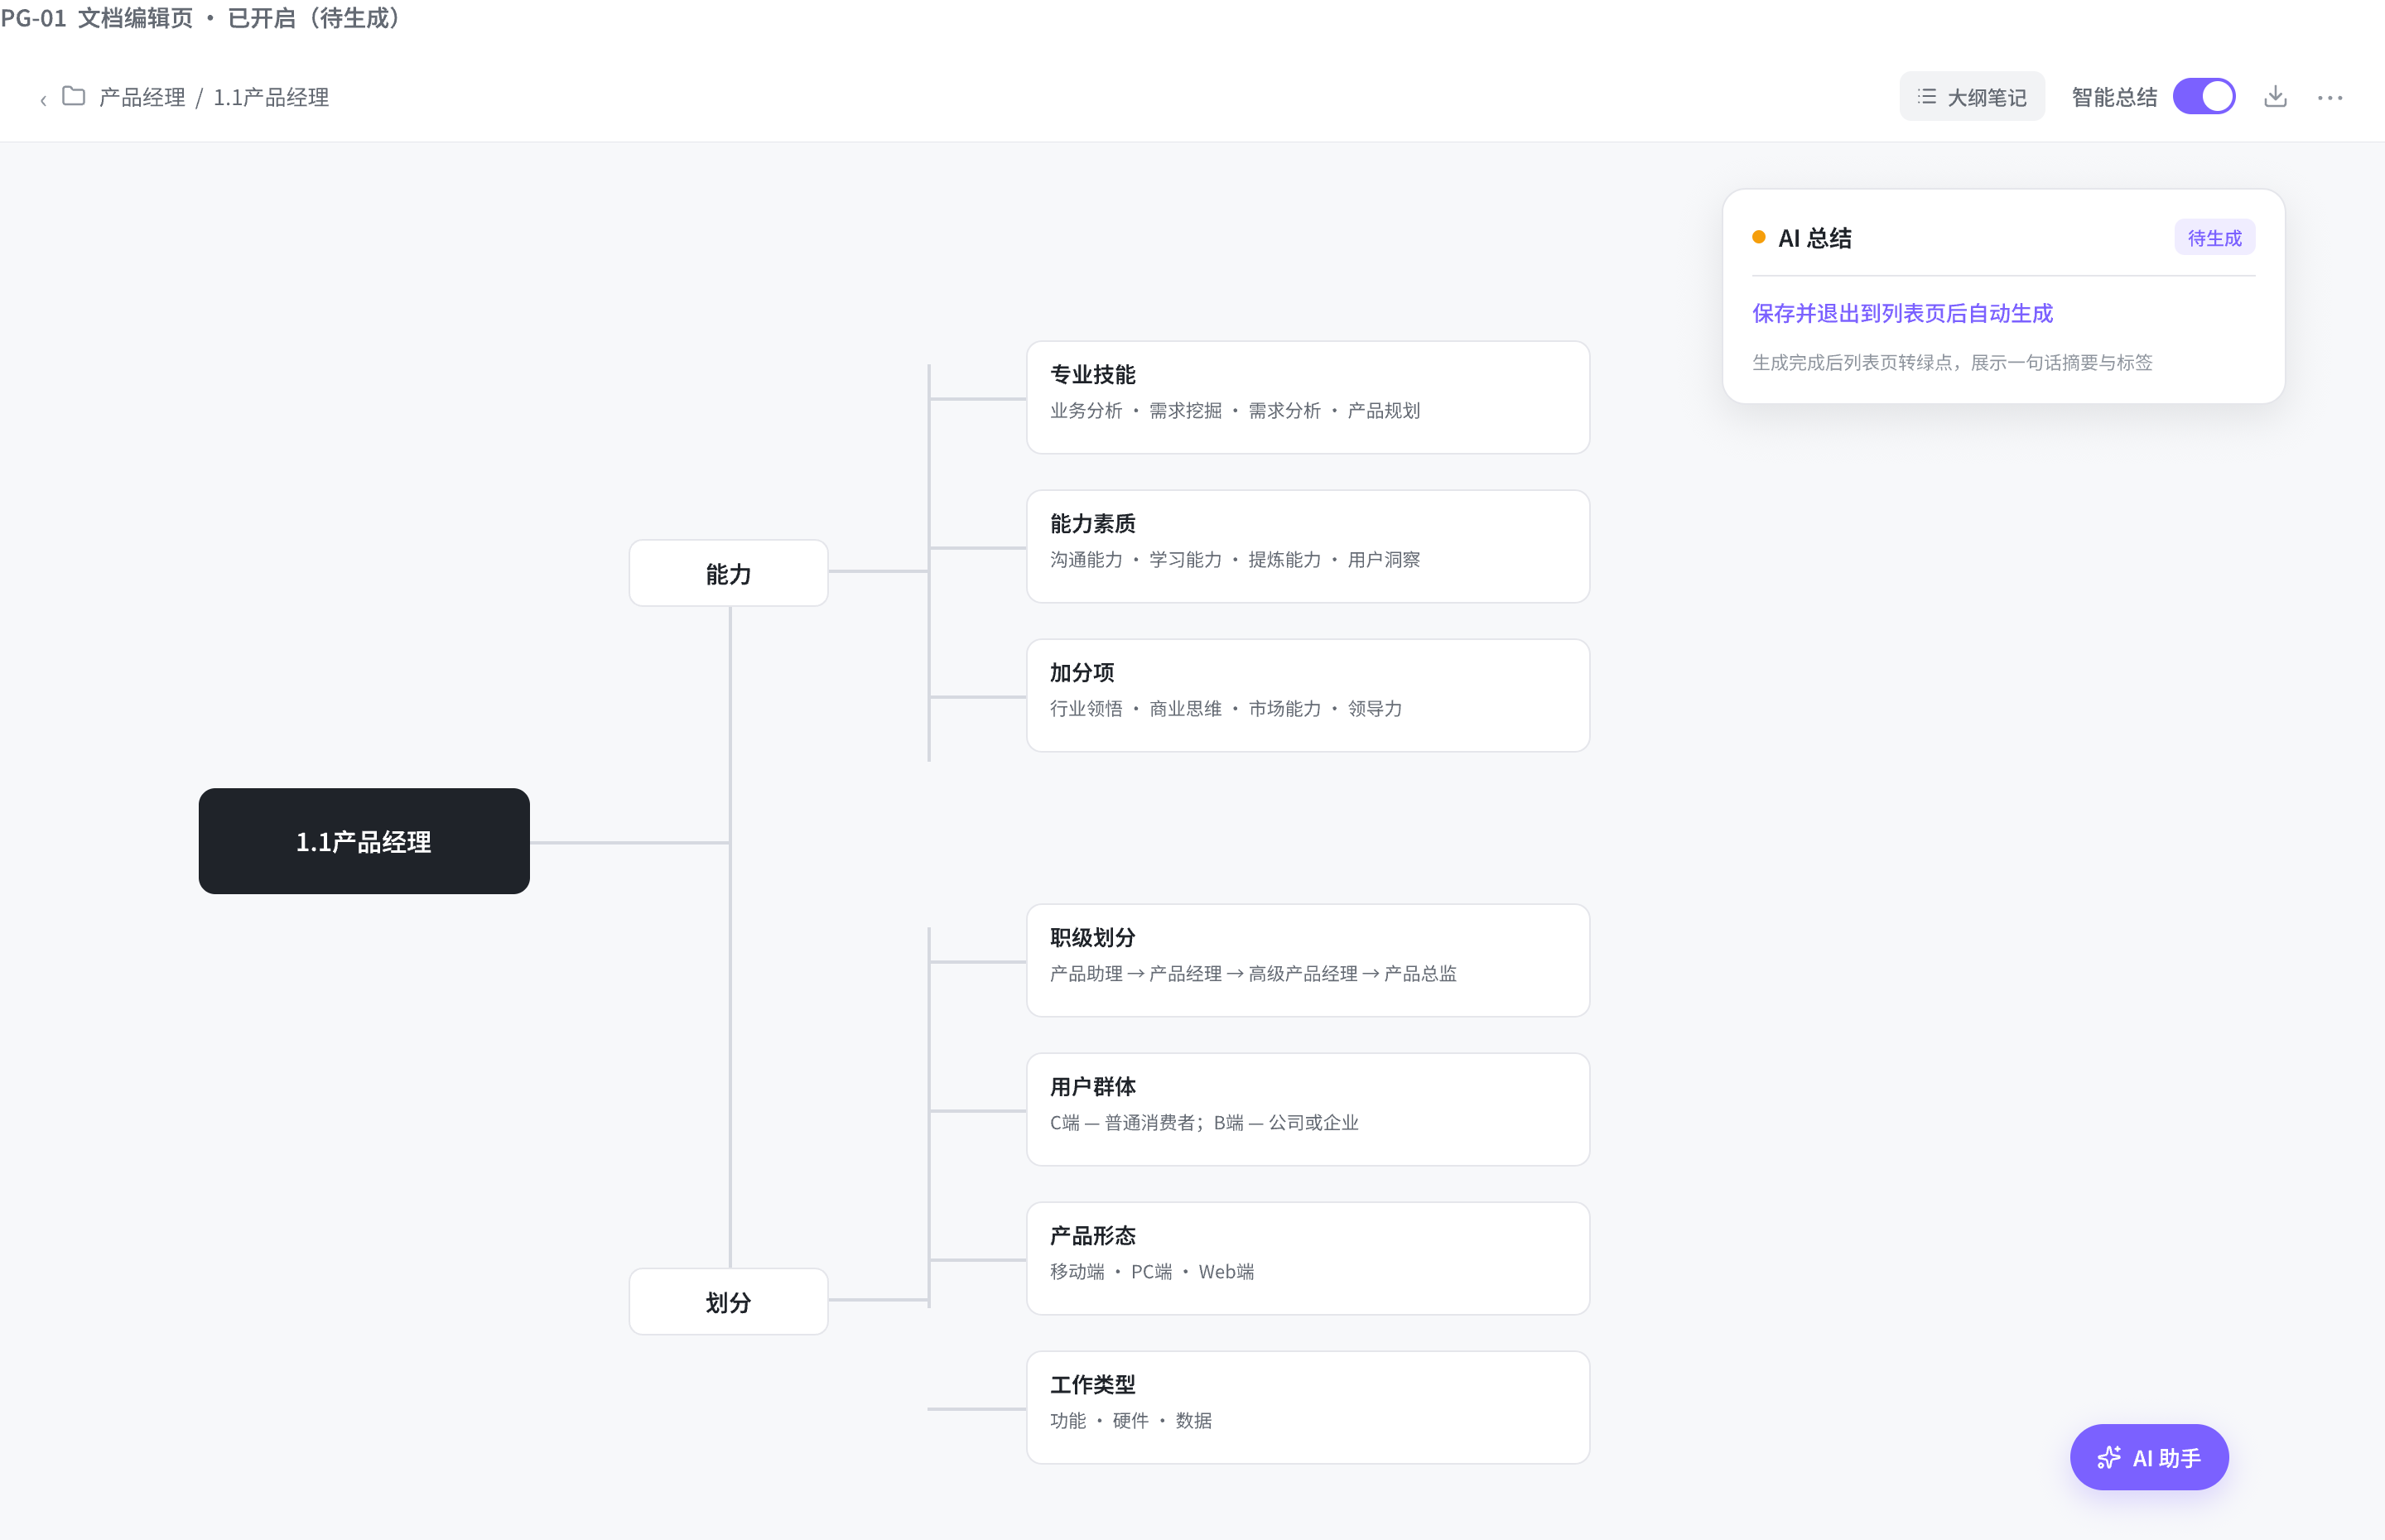 PG-01 文档编辑页 · 已开启（待生成）
‹ 产品经理 / 1.1产品经理
大纲笔记
智能总结
AI 总结
待生成
保存并退出到列表页后自动生成
生成完成后列表页转绿点，展示一句话摘要与标签
1.1产品经理
能力
专业技能
业务分析 · 需求挖掘 · 需求分析 · 产品规划
能力素质
沟通能力 · 学习能力 · 提炼能力 · 用户洞察
加分项
行业领悟 · 商业思维 · 市场能力 · 领导力
划分
职级划分
产品助理 → 产品经理 → 高级产品经理 → 产品总监
用户群体
C端 — 普通消费者；B端 — 公司或企业
产品形态
移动端 · PC端 · Web端
工作类型
功能 · 硬件 · 数据
AI 助手